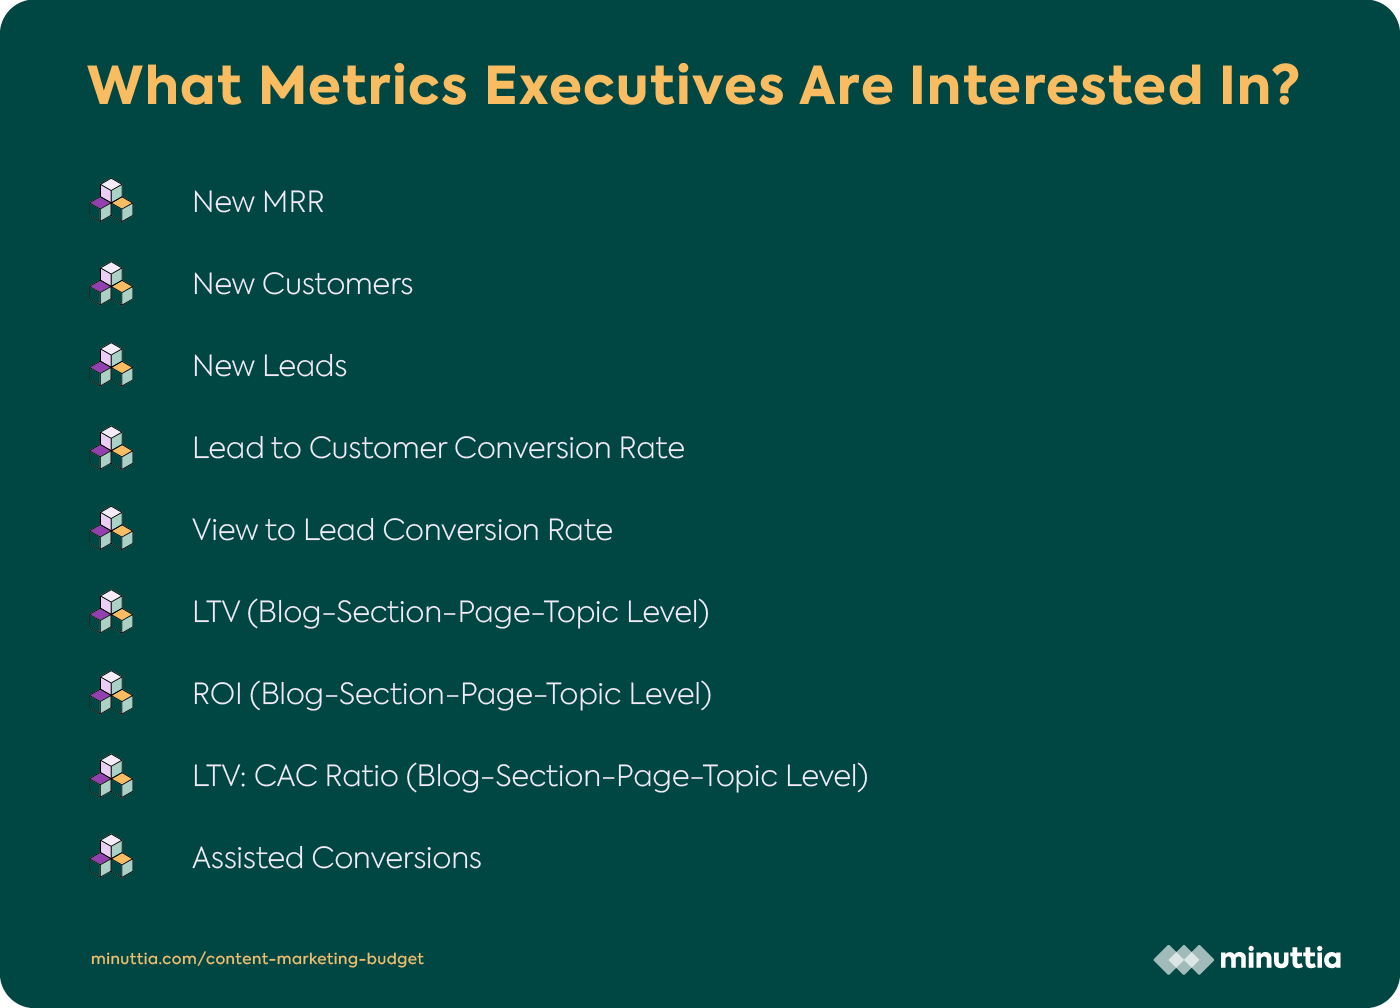 What Metrics Executives Are Interested In?
New MRR
New Customers
New Leads
Lead to Customer Conversion Rate
View to Lead Conversion Rate
LTV (Blog-Section-Page-Topic Level)
ROI (Blog-Section-Page-Topic Level)
LTV: CAC Ratio (Blog-Section-Page-Topic Level)
Assisted Conversions
minuttia.com/content-marketing-budget
minuttia